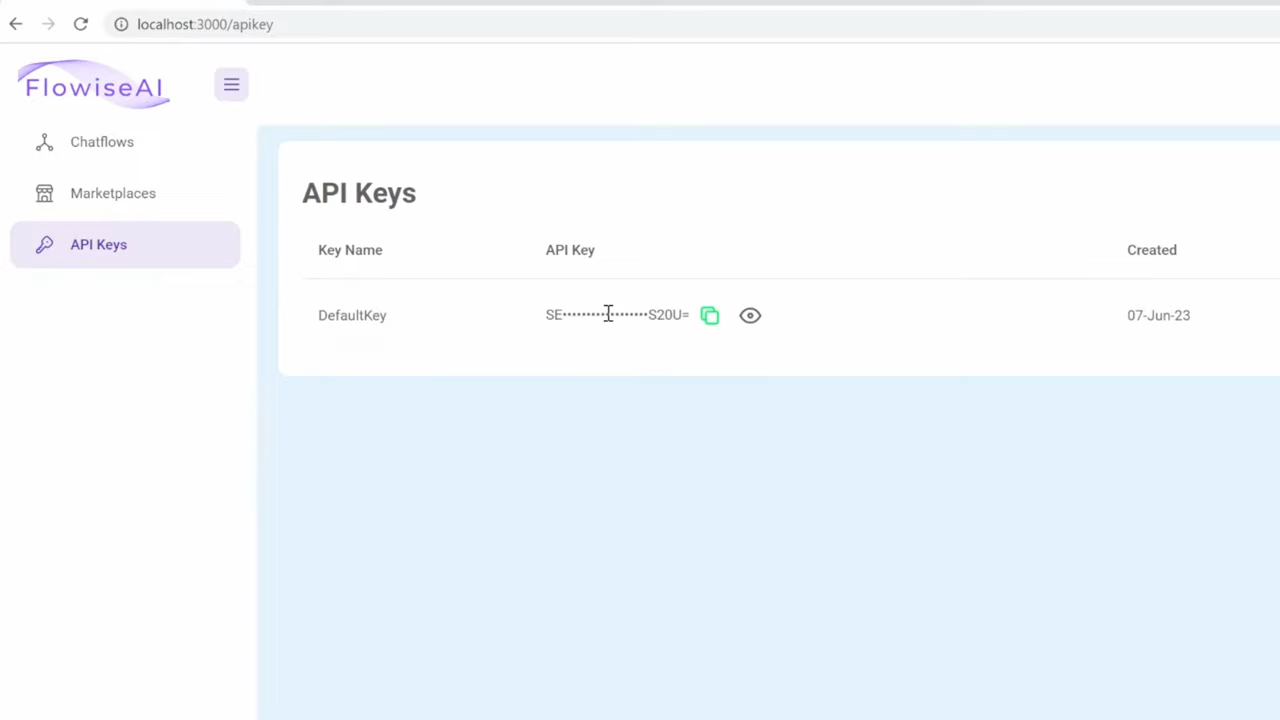 localhost:3000/apikey
FlowiseAI
Chatflows
Marketplaces
API Keys
API Keys
Key Name API Key Created
DefaultKey SE••••••••••••••••••S20U= 07-Jun-23